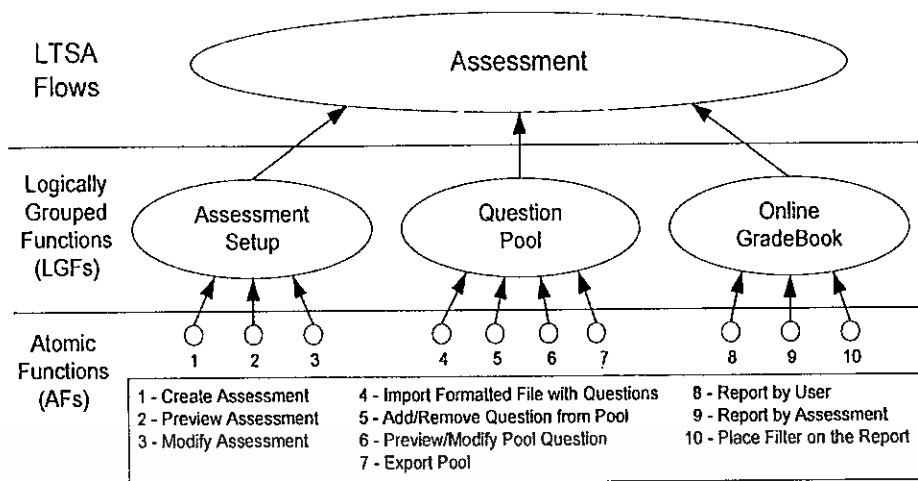 LTSA
Flows
Assessment
Logically
Grouped
Functions
(LGFs)
Assessment
Setup
Question
Pool
Online
GradeBook
Atomic
Functions
(AFs)
1 2 3 4 5 6 7 8 9 10
1 - Create Assessment
2 - Preview Assessment
3 - Modify Assessment
4 - Import Formatted File with Questions
5 - Add/Remove Question from Pool
6 - Preview/Modify Pool Question
7 - Export Pool
8 - Report by User
9 - Report by Assessment
10 - Place Filter on the Report